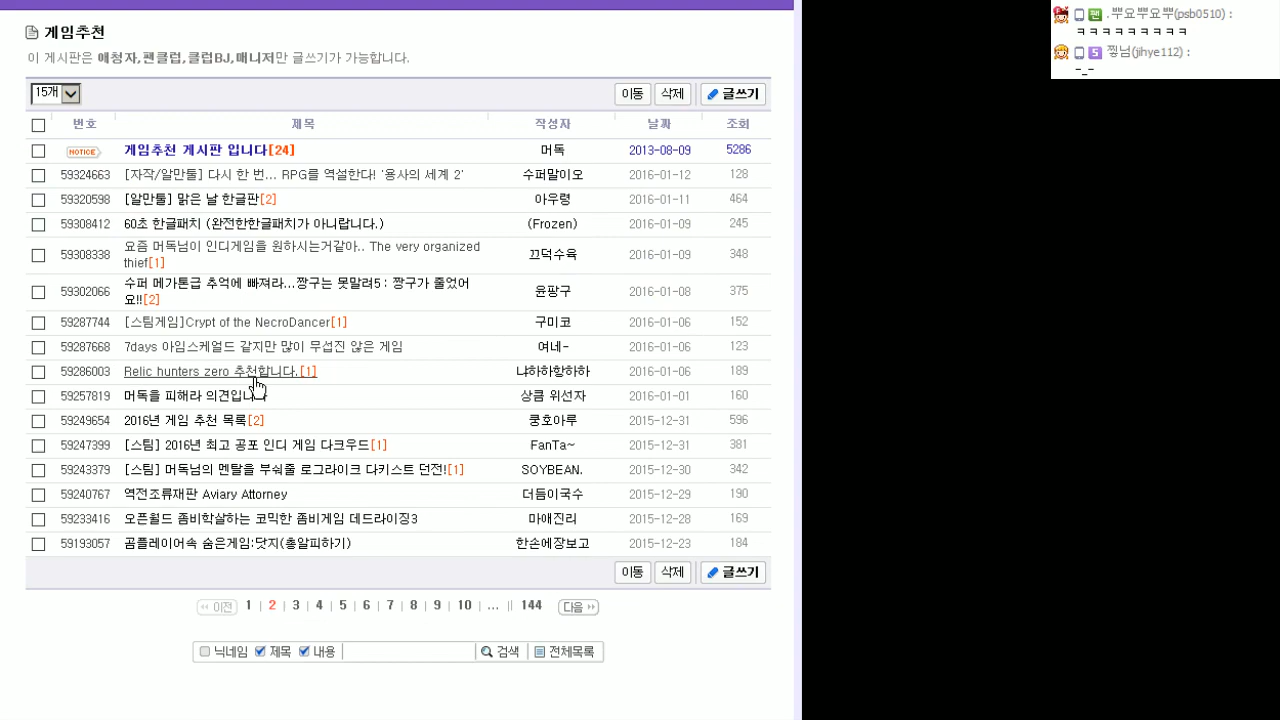 게임추천
이 게시판은 애청자,팬클럽,클럽BJ,매니저만 글쓰기가 가능합니다.
15개 이동 삭제 글쓰기
번호 제목 작성자 날짜 조회
NOTICE 게임추천 게시판 입니다[24] 머독 2013-08-09 5286
59324663 [자작/알만툴] 다시 한 번... RPG를 역설한다! '용사의 세계 2' 수퍼말이오 2016-01-12 128
59320598 [알만툴] 맑은 날 한글판[2] 아우령 2016-01-11 464
59308412 60초 한글패치 (완전한한글패치가 아니랍니다.) (Frozen) 2016-01-09 245
59308338 요즘 머독님이 인디게임을 원하시는거같아.. The very organized
thief[1] 끄덕수육 2016-01-09 348
59302066 수퍼 메가톤급 추억에 빠져라...짱구는 못말려5 : 짱구가 줄었어
요!![2] 윤팡구 2016-01-08 375
59287744 [스팀게임]Crypt of the NecroDancer[1] 구미코 2016-01-06 152
59287668 7days 아임스케얼드 같지만 많이 무섭진 않은 게임 여네- 2016-01-06 123
59286003 Relic hunters zero 추천합니다.[1] 냐하하항하하 2016-01-06 189
59257819 머독을 피해라 의견입니다 상큼 위선자 2016-01-01 160
59249654 2016년 게임 추천 목록[2] 쿵호아루 2015-12-31 596
59247399 [스팀] 2016년 최고 공포 인디 게임 다크우드[1] FanTa~ 2015-12-31 381
59243379 [스팀] 머독님의 멘탈을 부숴줄 로그라이크 다키스트 던전![1] SOYBEAN. 2015-12-30 342
59240767 역전조류재판 Aviary Attorney 더듬이국수 2015-12-29 190
59233416 오픈월드 좀비학살하는 코믹한 좀비게임 데드라이징3 마애진리 2015-12-28 169
59193057 곰플레이어속 숨은게임:닷지(총알피하기) 한손에장보고 2015-12-23 184
이동 삭제 글쓰기
이전 1 2 3 4 5 6 7 8 9 10 ... 144 다음
닉네임 제목 내용 검색 전체목록
팬 .뿌요뿌요뿌(psb0510) :
ㅋㅋㅋㅋㅋㅋㅋㅋㅋ
S 찡님(jihye112) :
-_-